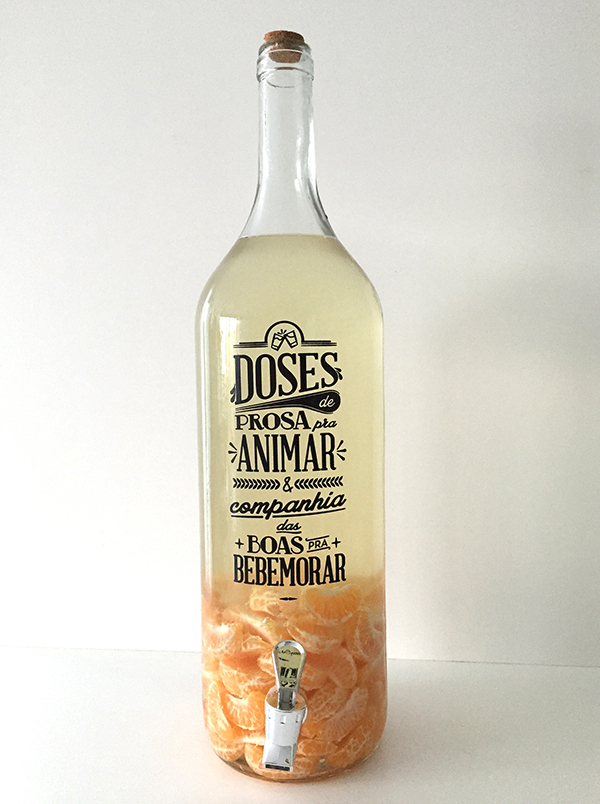 DOSES
de
PROSA pra
ANIMAR
&
companhia
das
BOAS PRA
BEBEMORAR